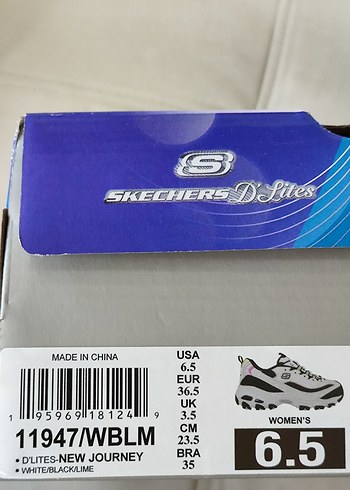 S
SKECHERS D'Lites
MADE IN CHINA
1 95969 18124 9
11947/WBLM
• D'LITES-NEW JOURNEY
• WHITE/BLACK/LIME
USA
6.5
EUR
36.5
UK
3.5
CM
23.5
BRA
35
WOMEN'S
6.5